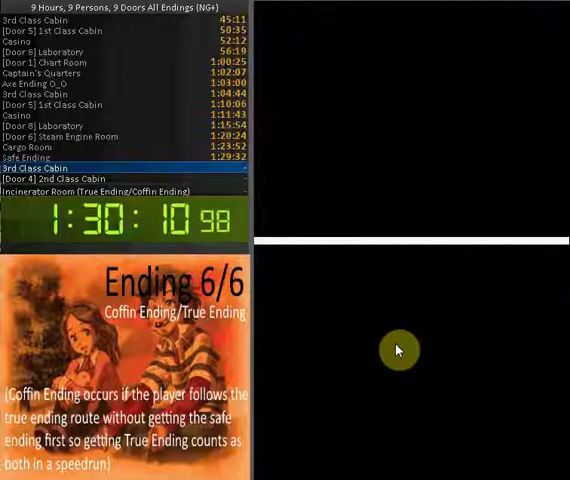 9 Hours, 9 Persons, 9 Doors All Endings (NG+)
3rd Class Cabin 45:11
[Door 5] 1st Class Cabin 50:35
Casino 52:12
[Door 8] Laboratory 56:19
[Door 1] Chart Room 1:00:25
Captain's Quarters 1:02:07
Axe Ending O_O 1:03:00
3rd Class Cabin 1:04:44
[Door 5] 1st Class Cabin 1:10:06
Casino 1:11:43
[Door 8] Laboratory 1:15:54
[Door 6] Steam Engine Room 1:20:24
Cargo Room 1:23:52
Safe Ending 1:29:32
3rd Class Cabin -
[Door 4] 2nd Class Cabin -
Incinerator Room (True Ending/Coffin Ending) -
1:30:10 98
Ending 6/6
Coffin Ending/True Ending
(Coffin Ending occurs if the player follows the
true ending route without getting the safe
ending first so getting True Ending counts as
both in a speedrun)